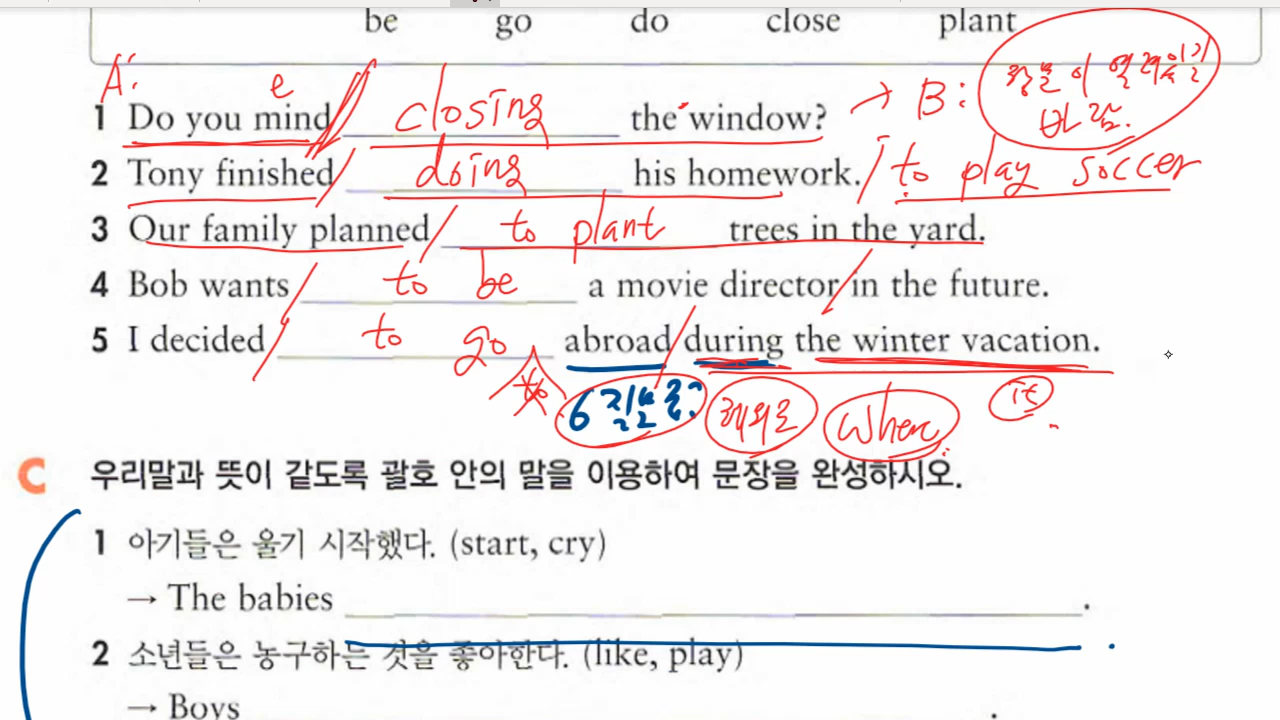 be go do close plant
A: e
1 Do you mind closing the window? → B: 창문이 열려있길
바람.
2 Tony finished doing his homework. to play soccer
3 Our family planned to plant trees in the yard.
4 Bob wants to be a movie director in the future.
5 I decided to go abroad during the winter vacation.
to 해외로 where it
C 우리말과 뜻이 같도록 괄호 안의 말을 이용하여 문장을 완성하시오.
1 아기들은 울기 시작했다. (start, cry)
→ The babies .
2 소년들은 농구하는 것을 좋아한다. (like, play)
→ Boys .